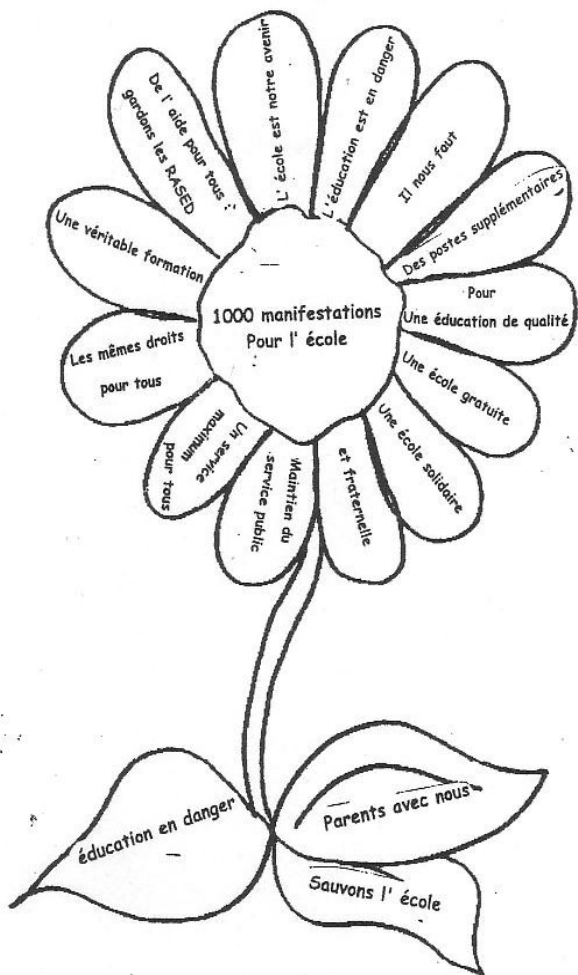 1000 manifestations
Pour l' école
L' école est notre avenir
L'éducation est en danger
Il nous faut
Des postes supplémentaires
Pour
Une éducation de qualité
Une école gratuite
Une école solidaire
et fraternelle
Maintien du
service public
Un service
maximum
pour tous
Les mêmes droits
pour tous
Une véritable formation
De l' aide pour tous :
gardons les RASED
éducation en danger
Parents avec nous
Sauvons l' école